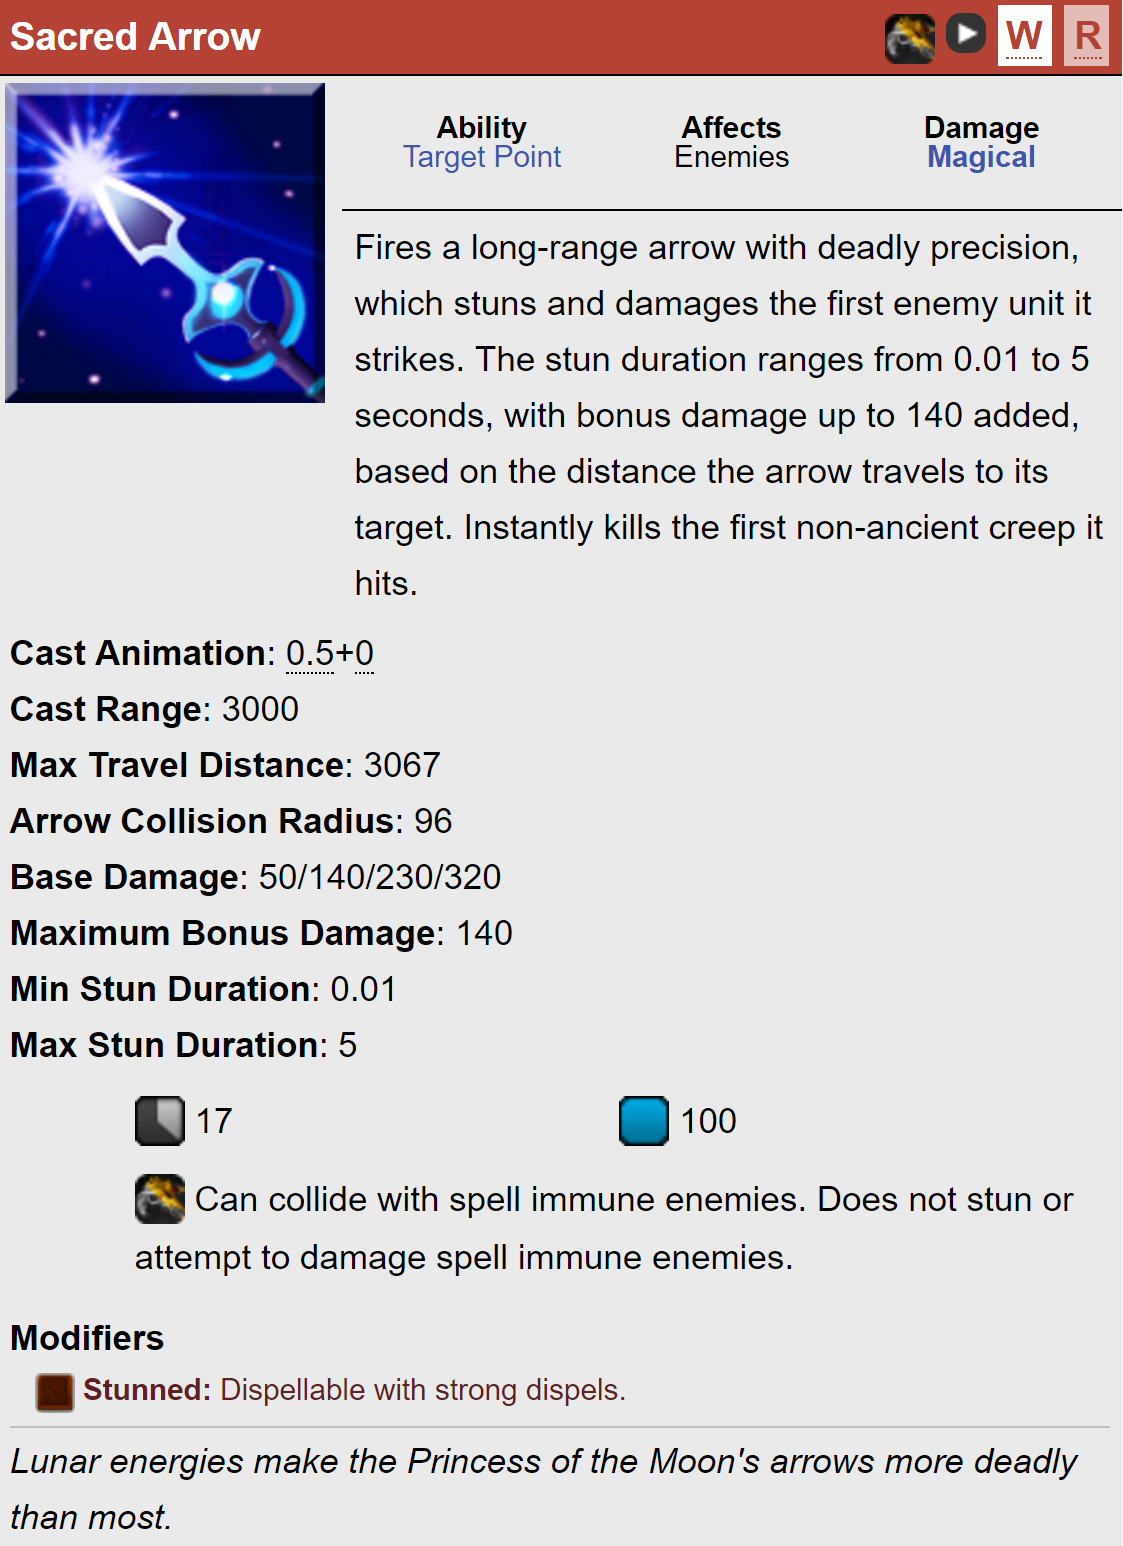 Sacred Arrow W R
Ability Affects Damage
Target Point Enemies Magical
Fires a long-range arrow with deadly precision,
which stuns and damages the first enemy unit it
strikes. The stun duration ranges from 0.01 to 5
seconds, with bonus damage up to 140 added,
based on the distance the arrow travels to its
target. Instantly kills the first non-ancient creep it
hits.
Cast Animation: 0.5+0
Cast Range: 3000
Max Travel Distance: 3067
Arrow Collision Radius: 96
Base Damage: 50/140/230/320
Maximum Bonus Damage: 140
Min Stun Duration: 0.01
Max Stun Duration: 5
17 100
Can collide with spell immune enemies. Does not stun or
attempt to damage spell immune enemies.
Modifiers
Stunned: Dispellable with strong dispels.
Lunar energies make the Princess of the Moon's arrows more deadly
than most.